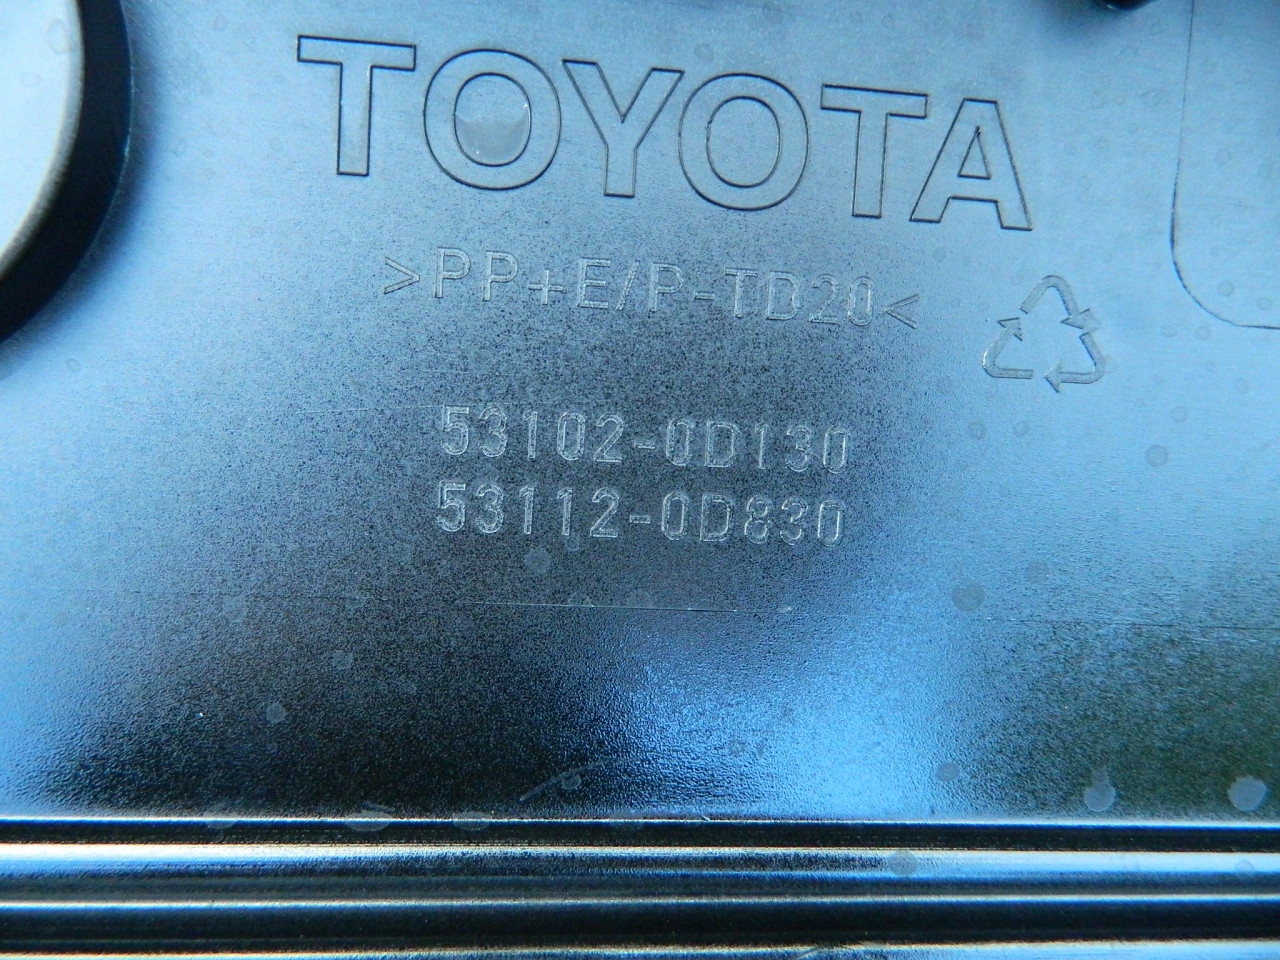 TOYOTA
>PP+E/P-TD20<
53102-0D130
53112-0D830